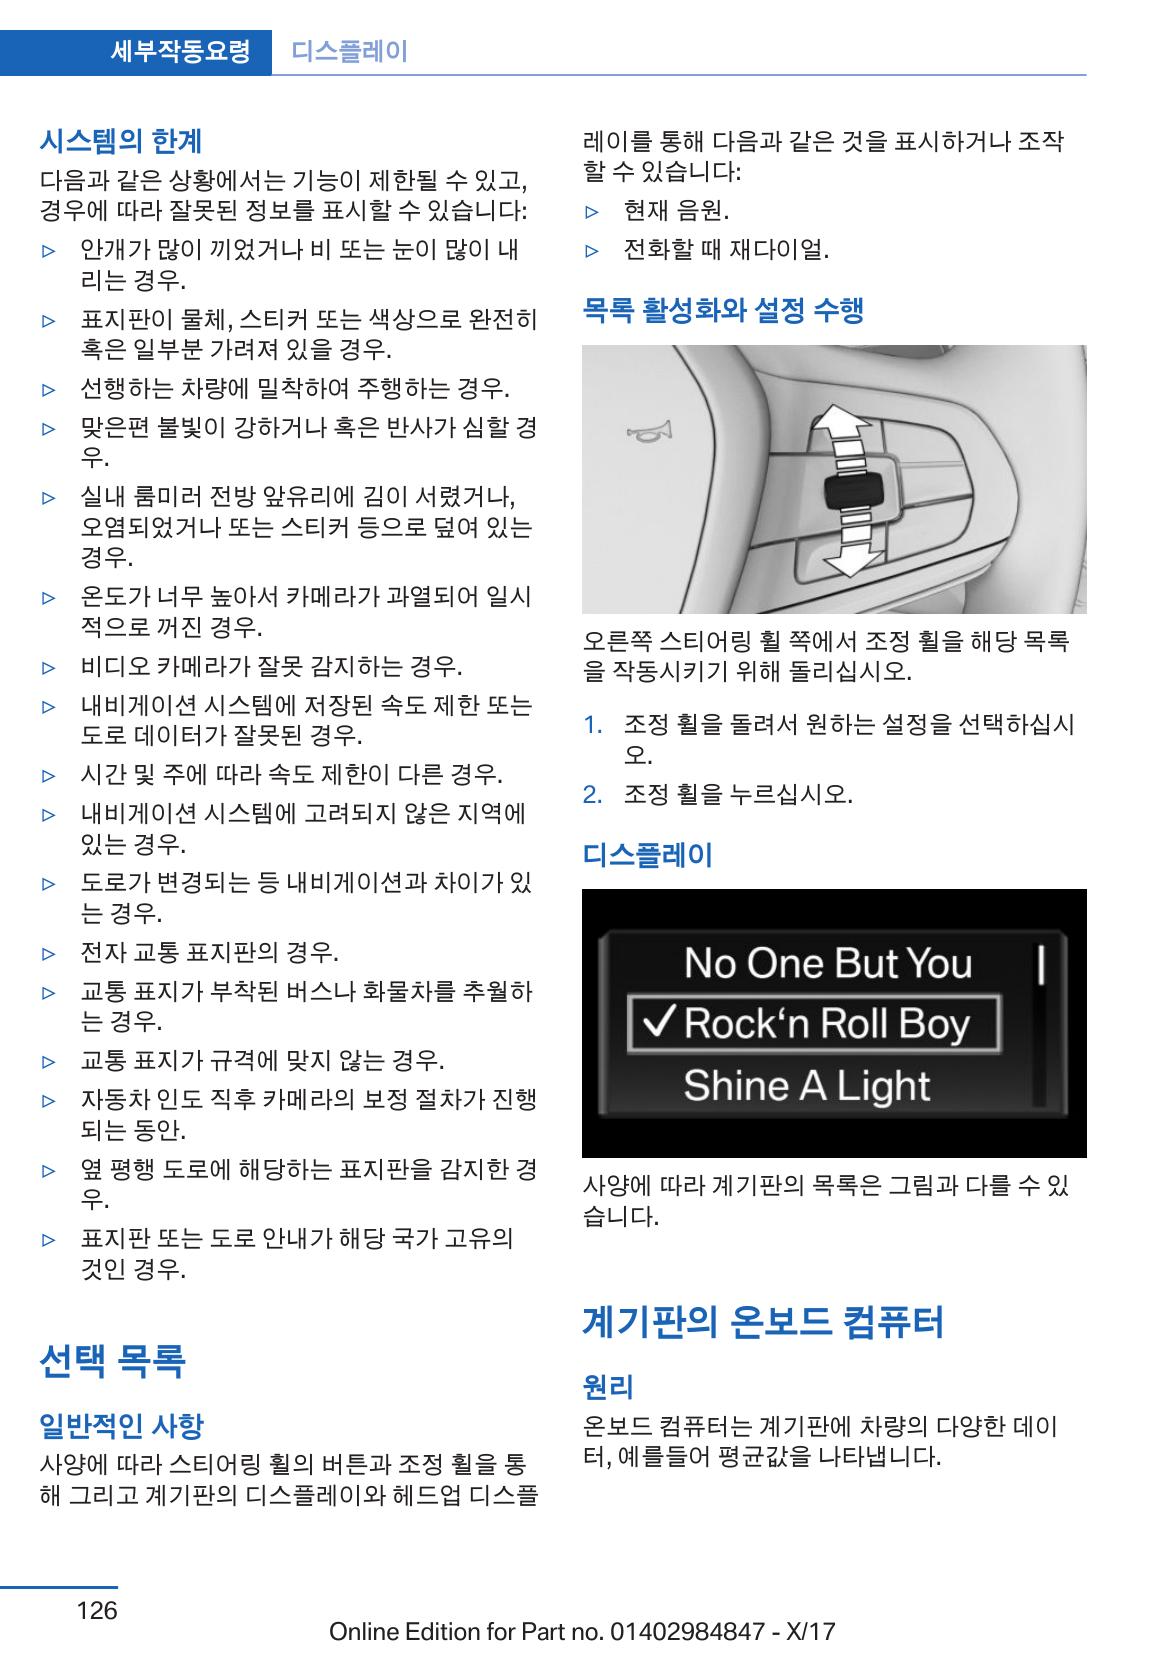 세부작동요령 디스플레이
시스템의 한계
다음과 같은 상황에서는 기능이 제한될 수 있고,
경우에 따라 잘못된 정보를 표시할 수 있습니다:
▷ 안개가 많이 끼었거나 비 또는 눈이 많이 내
리는 경우.
▷ 표지판이 물체, 스티커 또는 색상으로 완전히
혹은 일부분 가려져 있을 경우.
▷ 선행하는 차량에 밀착하여 주행하는 경우.
▷ 맞은편 불빛이 강하거나 혹은 반사가 심할 경
우.
▷ 실내 룸미러 전방 앞유리에 김이 서렸거나,
오염되었거나 또는 스티커 등으로 덮여 있는
경우.
▷ 온도가 너무 높아서 카메라가 과열되어 일시
적으로 꺼진 경우.
▷ 비디오 카메라가 잘못 감지하는 경우.
▷ 내비게이션 시스템에 저장된 속도 제한 또는
도로 데이터가 잘못된 경우.
▷ 시간 및 주에 따라 속도 제한이 다른 경우.
▷ 내비게이션 시스템에 고려되지 않은 지역에
있는 경우.
▷ 도로가 변경되는 등 내비게이션과 차이가 있
는 경우.
▷ 전자 교통 표지판의 경우.
▷ 교통 표지가 부착된 버스나 화물차를 추월하
는 경우.
▷ 교통 표지가 규격에 맞지 않는 경우.
▷ 자동차 인도 직후 카메라의 보정 절차가 진행
되는 동안.
▷ 옆 평행 도로에 해당하는 표지판을 감지한 경
우.
▷ 표지판 또는 도로 안내가 해당 국가 고유의
것인 경우.
선택 목록
일반적인 사항
사양에 따라 스티어링 휠의 버튼과 조정 휠을 통
해 그리고 계기판의 디스플레이와 헤드업 디스플
레이를 통해 다음과 같은 것을 표시하거나 조작
할 수 있습니다:
▷ 현재 음원.
▷ 전화할 때 재다이얼.
목록 활성화와 설정 수행
오른쪽 스티어링 휠 쪽에서 조정 휠을 해당 목록
을 작동시키기 위해 돌리십시오.
1. 조정 휠을 돌려서 원하는 설정을 선택하십시
오.
2. 조정 휠을 누르십시오.
디스플레이
No One But You
✓ Rock‘n Roll Boy
Shine A Light
사양에 따라 계기판의 목록은 그림과 다를 수 있
습니다.
계기판의 온보드 컴퓨터
원리
온보드 컴퓨터는 계기판에 차량의 다양한 데이
터, 예를들어 평균값을 나타냅니다.
126
Online Edition for Part no. 01402984847 - X/17